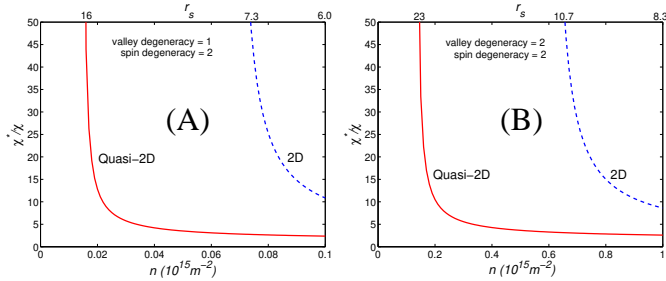 r_s
16 7.3 6.0
50
45
40
35
30
25
20
15
10
5
0
χ*/χ
valley degeneracy = 1
spin degeneracy = 2
(A)
Quasi−2D
2D
0 0.02 0.04 0.06 0.08 0.1
n (10^15 m^−2)
r_s
23 10.7 8.3
50
45
40
35
30
25
20
15
10
5
0
χ*/χ
valley degeneracy = 2
spin degeneracy = 2
(B)
Quasi−2D
2D
0 0.2 0.4 0.6 0.8 1
n (10^15 m^−2)